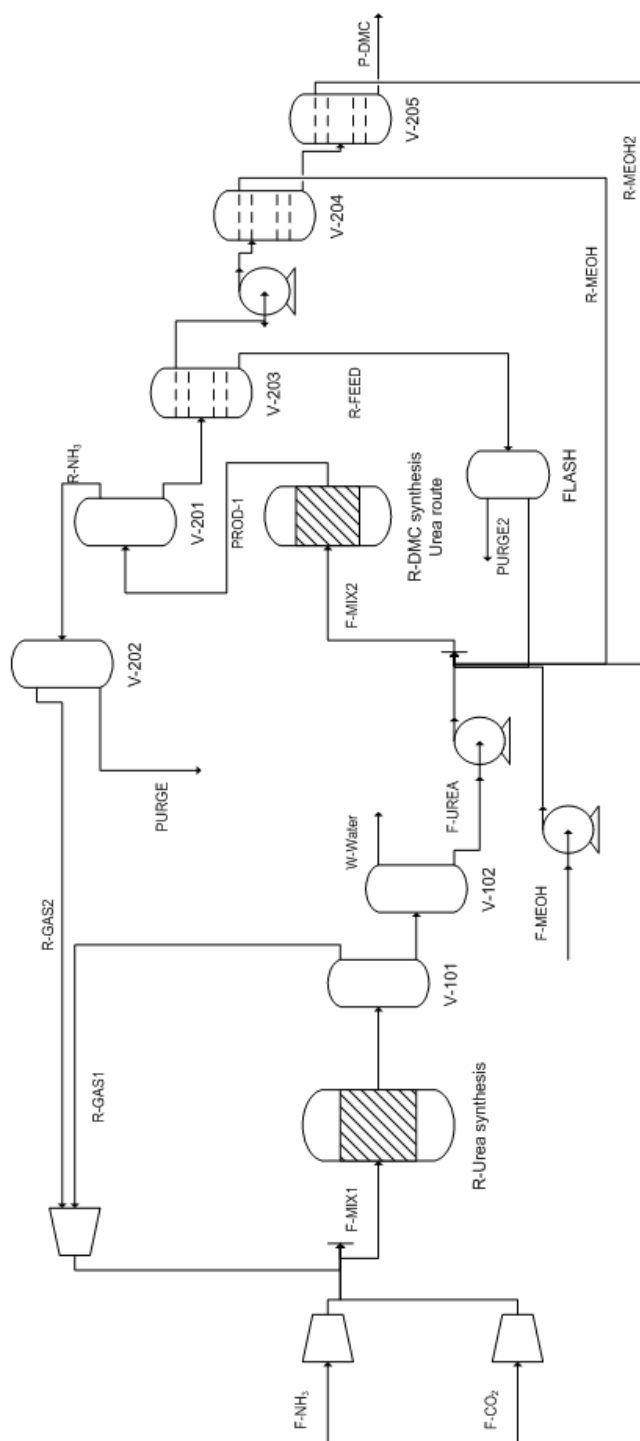 F-NH₃
F-CO₂
F-MIX1
R-Urea synthesis
R-GAS1
R-GAS2
V-101
V-102
W-Water
F-UREA
F-MEOH
PURGE
V-202
R-NH₃
V-201
PROD-1
F-MIX2
R-DMC synthesis
Urea route
PURGE2
FLASH
R-FEED
V-203
V-204
V-205
P-DMC
R-MEOH
R-MEOH2